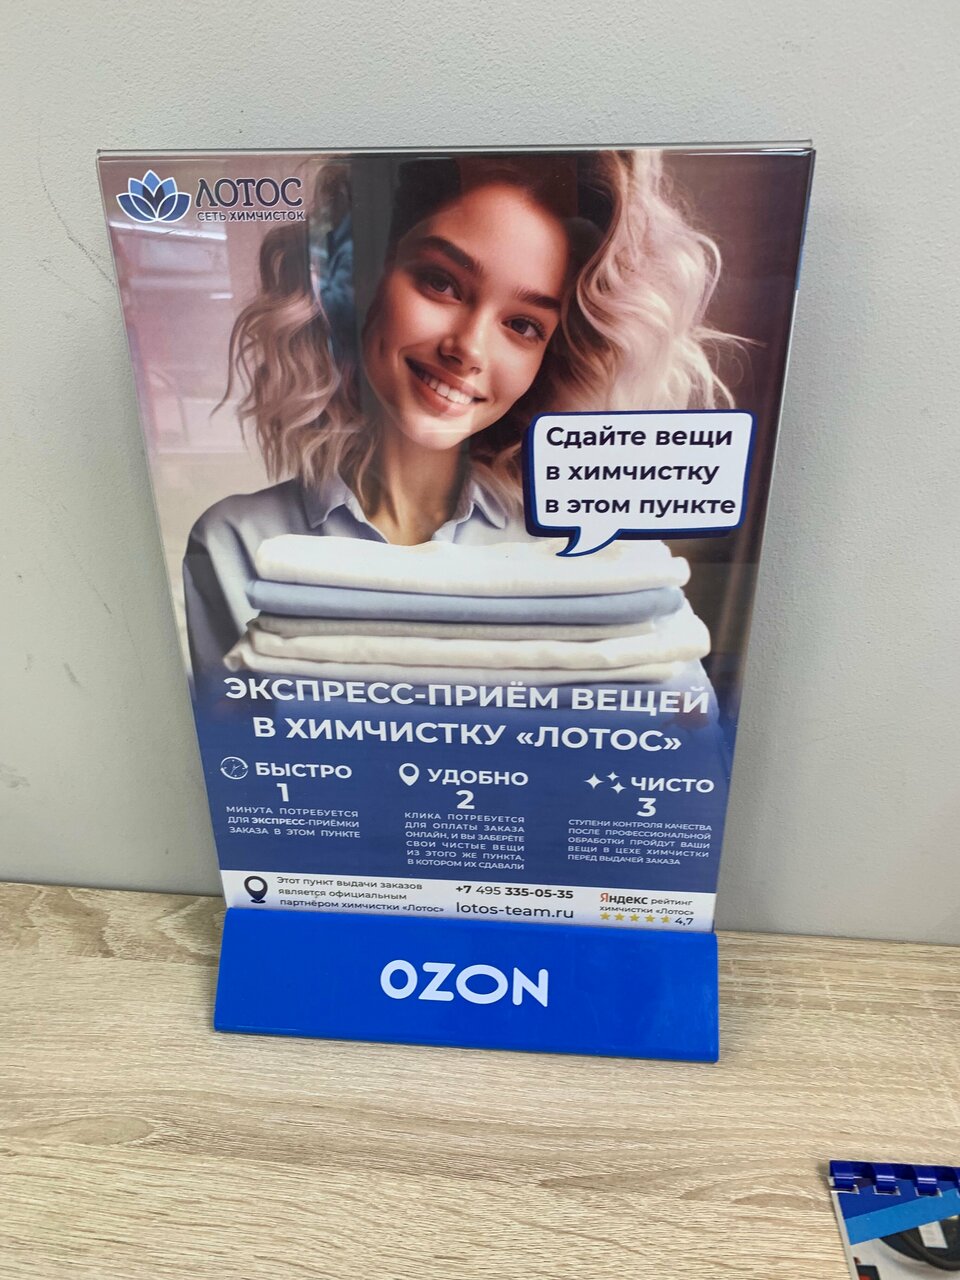 ЛОТОС
СЕТЬ ХИМЧИСТОК
Сдайте вещи
в химчистку
в этом пункте
ЭКСПРЕСС-ПРИЁМ ВЕЩЕЙ
В ХИМЧИСТКУ «ЛОТОС»
БЫСТРО
1
МИНУТА ПОТРЕБУЕТСЯ
ДЛЯ ЭКСПРЕСС-ПРИЁМКИ
ЗАКАЗА В ЭТОМ ПУНКТЕ
УДОБНО
2
КЛИКА ПОТРЕБУЕТСЯ
ДЛЯ ОПЛАТЫ ЗАКАЗА
ОНЛАЙН, И ВЫ ЗАБЕРЁТЕ
СВОИ ЧИСТЫЕ ВЕЩИ
ИЗ ЭТОГО ЖЕ ПУНКТА,
В КОТОРОМ ИХ СДАВАЛИ
ЧИСТО
3
СТУПЕНИ КОНТРОЛЯ КАЧЕСТВА
ПОСЛЕ ПРОФЕССИОНАЛЬНОЙ
ОБРАБОТКИ ПРОЙДУТ ВАШИ
ВЕЩИ В ЦЕХЕ ХИМЧИСТКИ
ПЕРЕД ВЫДАЧЕЙ ЗАКАЗА
Этот пункт выдачи заказов
является официальным
партнёром химчистки «Лотос»
+7 495 335-05-35
lotos-team.ru
Яндекс рейтинг
химчистки «Лотос»
4,7
OZON